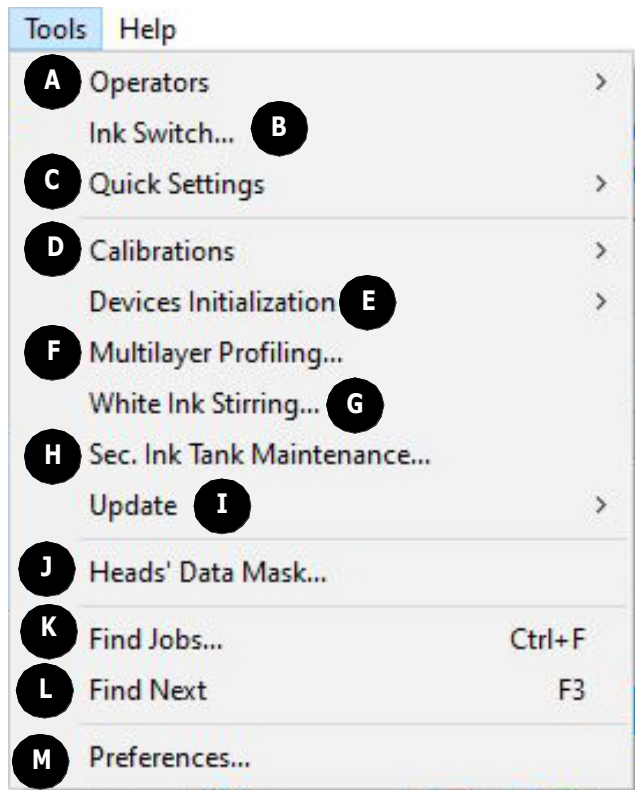 Tools Help
A Operators >
Ink Switch... B
C Quick Settings >
D Calibrations >
Devices Initialization E >
F Multilayer Profiling...
White Ink Stirring... G
H Sec. Ink Tank Maintenance...
Update I >
J Heads' Data Mask...
K Find Jobs... Ctrl+F
L Find Next F3
M Preferences...